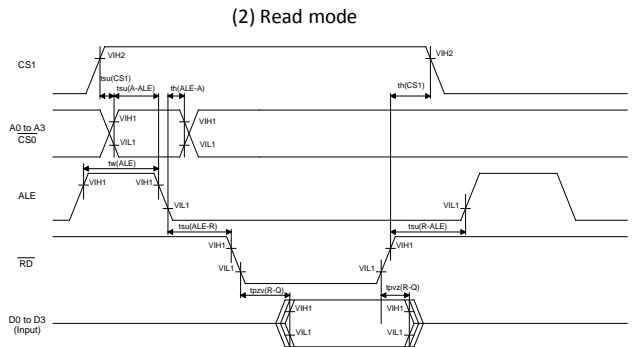 (2) Read mode
CS1
VIH2
VIH2
tsu(CS1)
tsu(A-ALE)
th(ALE-A)
th(CS1)
A0 to A3
CS0
VIH1
VIH1
VIL1
VIL1
tw(ALE)
ALE
VIH1
VIH1
VIL1
VIL1
tsu(ALE-R)
tsu(R-ALE)
RD
VIH1
VIH1
VIL1
VIL1
tpzv(R-Q)
tpvz(R-Q)
D0 to D3
(Input)
VIH1
VIH1
VIL1
VIL1